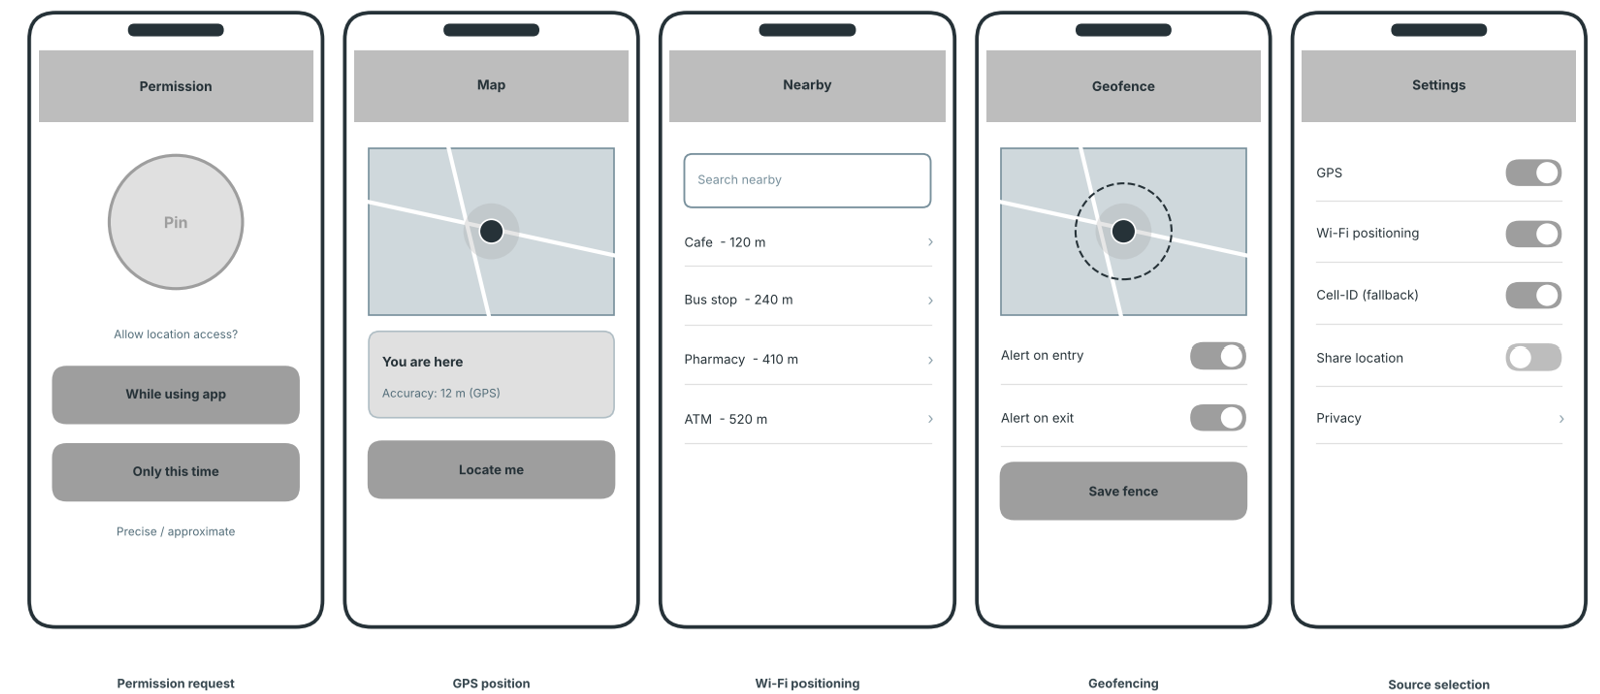 Permission
Pin
Allow location access?
While using app
Only this time
Precise / approximate
Permission request
Map
You are here
Accuracy: 12 m (GPS)
Locate me
GPS position
Nearby
Search nearby
Cafe - 120 m
Bus stop - 240 m
Pharmacy - 410 m
ATM - 520 m
Wi-Fi positioning
Geofence
Alert on entry
Alert on exit
Save fence
Geofencing
Settings
GPS
Wi-Fi positioning
Cell-ID (fallback)
Share location
Privacy
Source selection